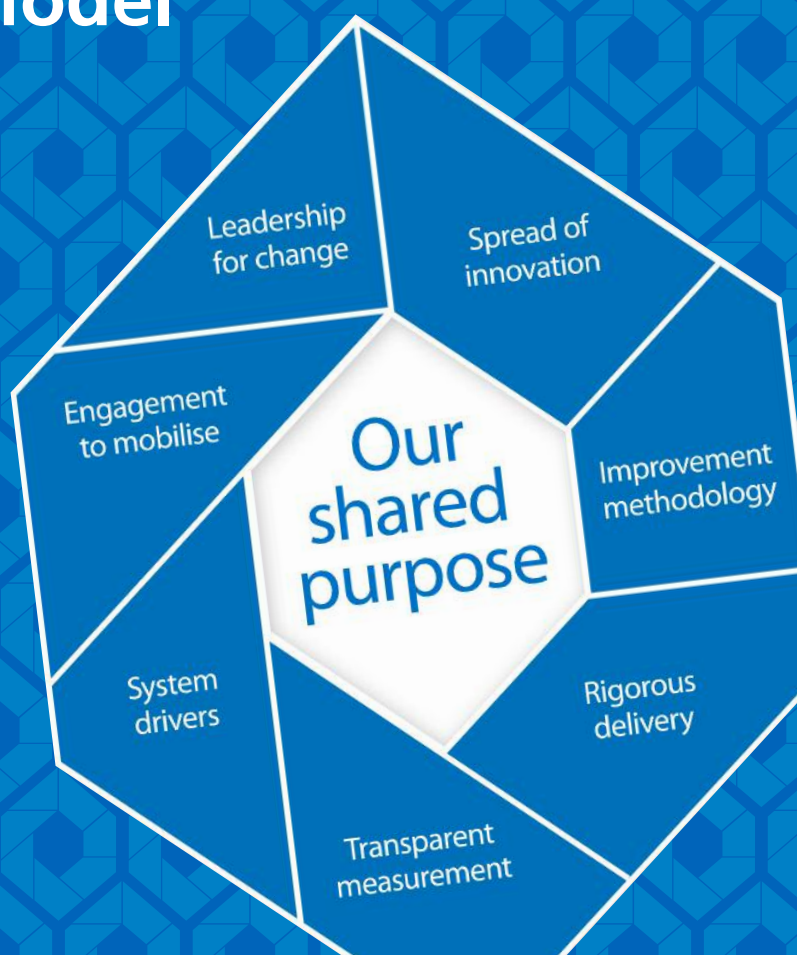 Leadership
for change
Spread of
innovation
Engagement
to mobilise
Our
shared
purpose
Improvement
methodology
System
drivers
Rigorous
delivery
Transparent
measurement